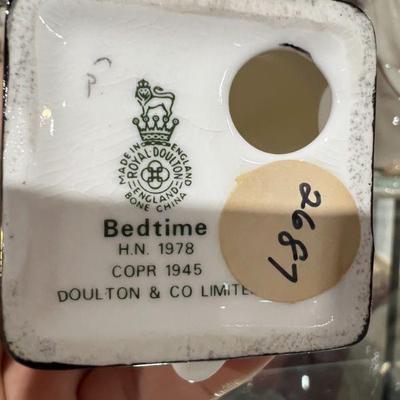 MADE IN ENGLAND
ROYAL DOULTON
ENGLAND
BONE CHINA
Bedtime
H.N. 1978
COPR 1945
DOULTON & CO LIMITE
2687